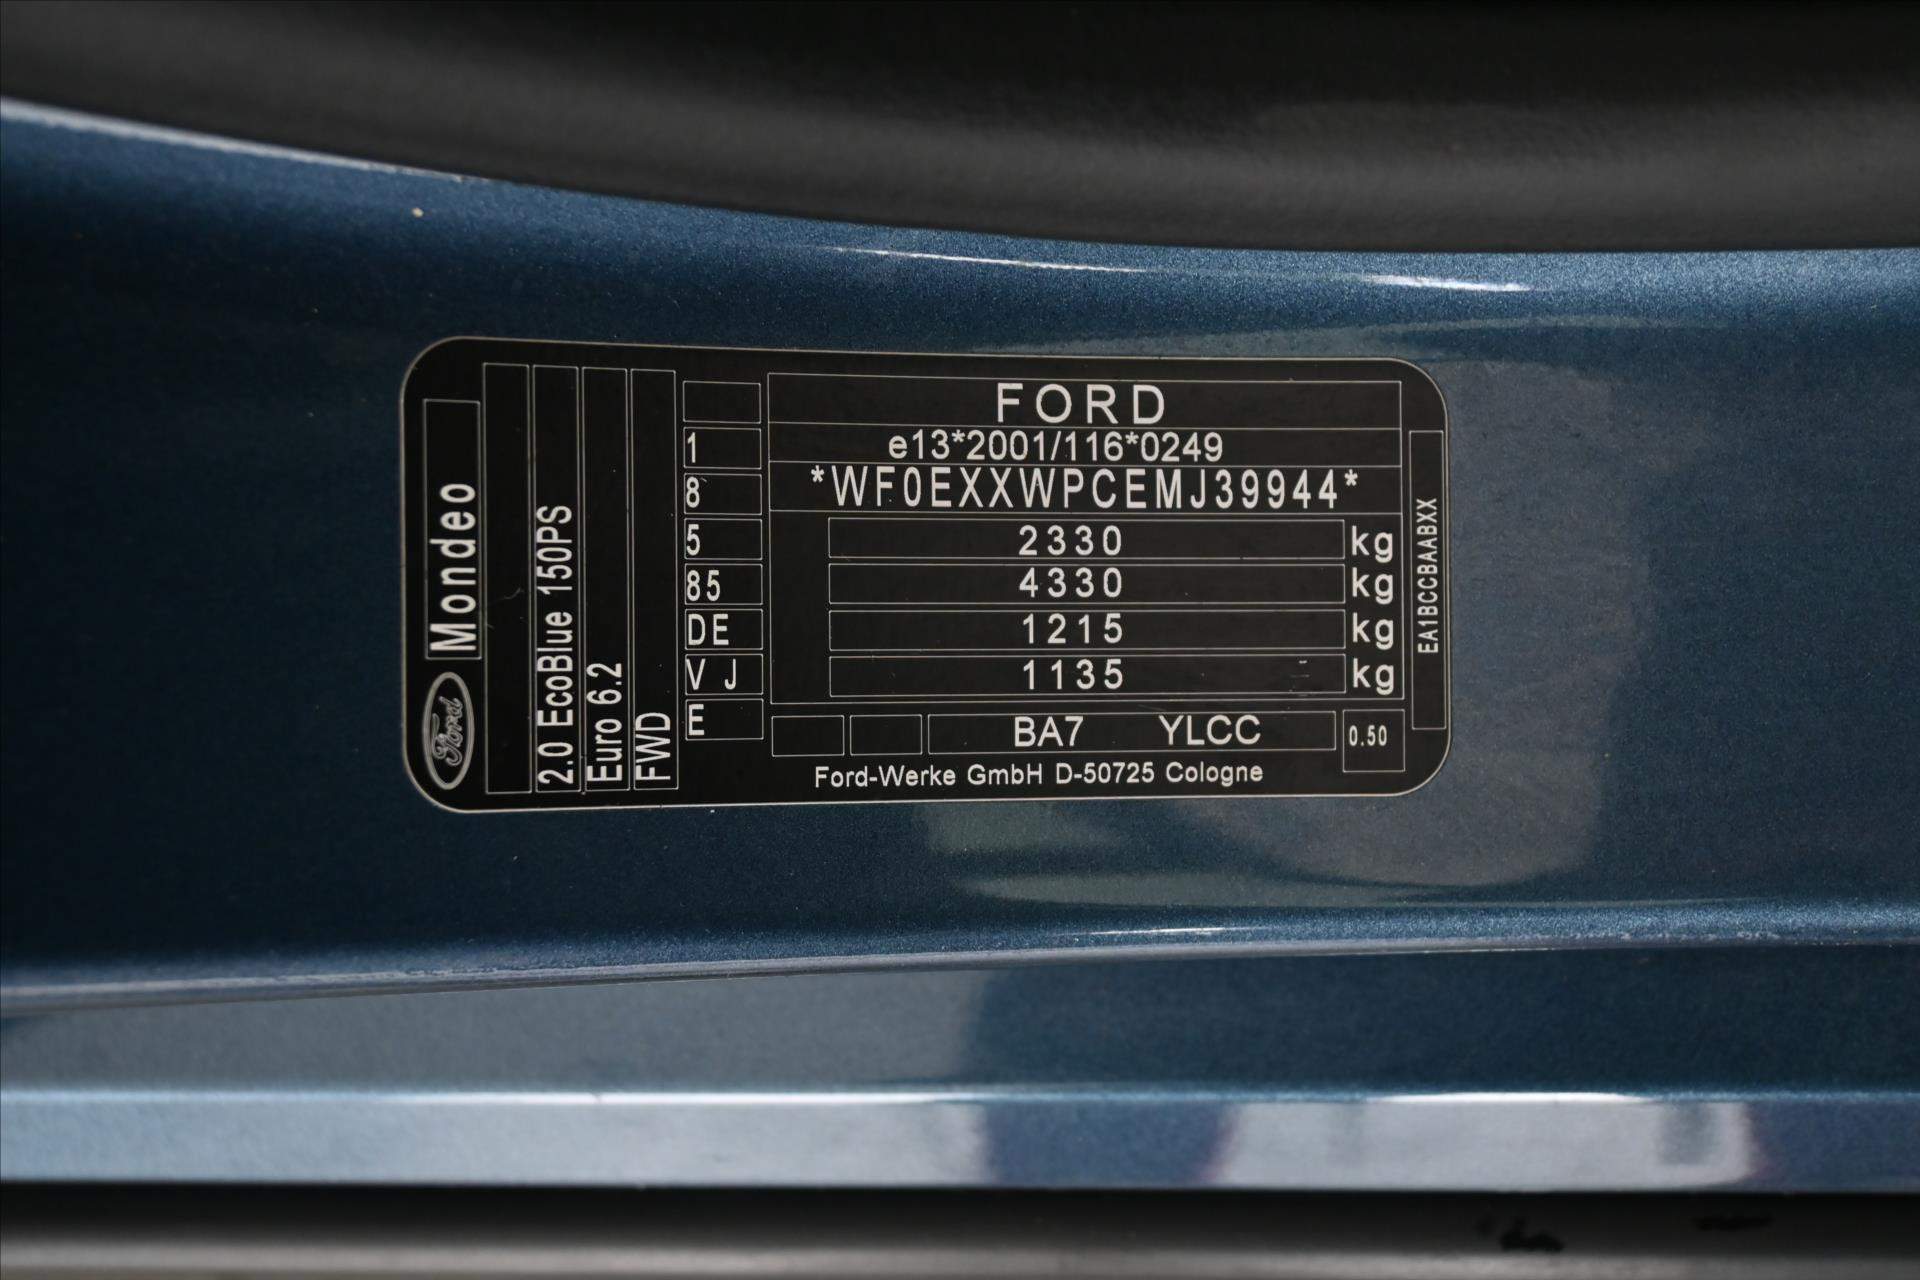 Ford
Mondeo
2.0 EcoBlue 150PS
Euro 6.2
FWD
1
8
5
85
DE
V J
E
FORD
e13*2001/116*0249
*WF0EXXWPCEMJ39944*
2330 kg
4330 kg
1215 kg
1135 kg
BA7 YLCC
0.50
Ford-Werke GmbH D-50725 Cologne
EA1BCCBAABXX